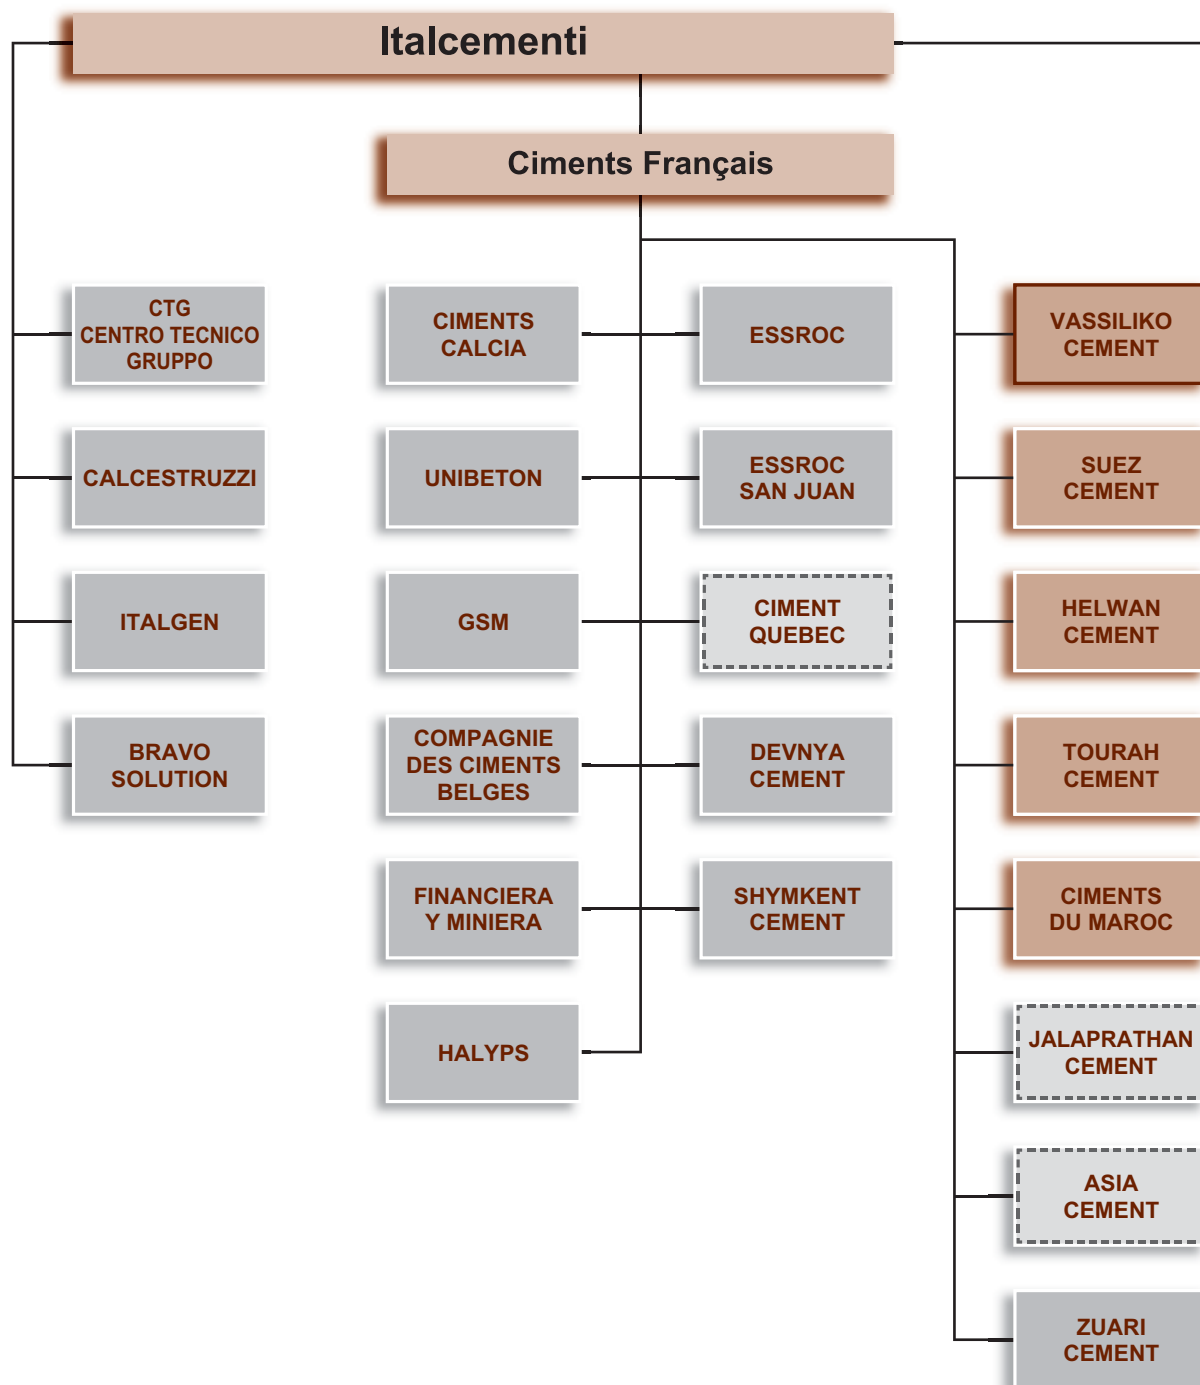 Italcementi
Ciments Français
CTG
CENTRO TECNICO
GRUPPO
CALCESTRUZZI
ITALGEN
BRAVO
SOLUTION
CIMENTS
CALCIA
UNIBETON
GSM
COMPAGNIE
DES CIMENTS
BELGES
FINANCIERA
Y MINIERA
HALYPS
ESSROC
ESSROC
SAN JUAN
CIMENT
QUEBEC
DEVNYA
CEMENT
SHYMKENT
CEMENT
VASSILIKO
CEMENT
SUEZ
CEMENT
HELWAN
CEMENT
TOURAH
CEMENT
CIMENTS
DU MAROC
JALAPRATHAN
CEMENT
ASIA
CEMENT
ZUARI
CEMENT